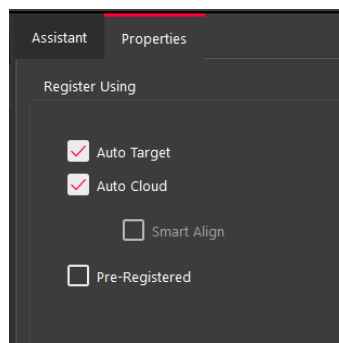 Assistant Properties
Register Using
Auto Target
Auto Cloud
Smart Align
Pre-Registered